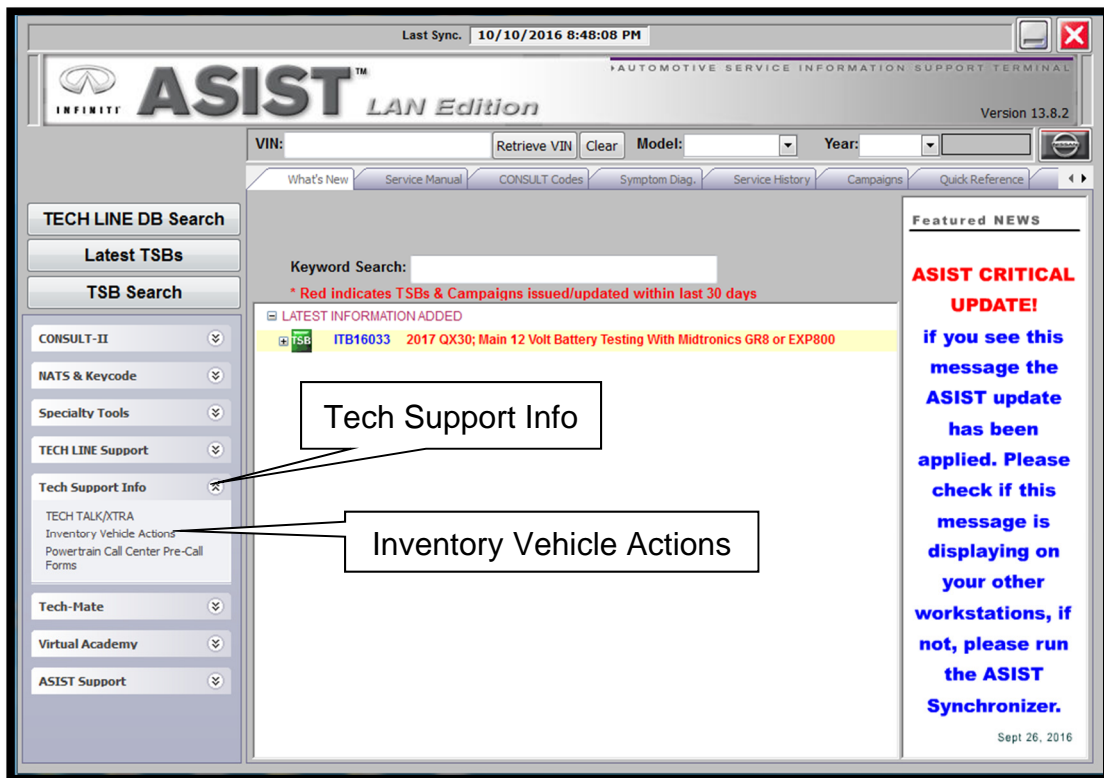 Last Sync. 10/10/2016 8:48:08 PM
INFINITI ASIST™ LAN Edition
AUTOMOTIVE SERVICE INFORMATION SUPPORT TERMINAL
Version 13.8.2
VIN: Retrieve VIN Clear Model: Year: NISSAN
What's New Service Manual CONSULT Codes Symptom Diag. Service History Campaigns Quick Reference
TECH LINE DB Search
Latest TSBs
TSB Search
CONSULT-II
NATS & Keycode
Specialty Tools
TECH LINE Support
Tech Support Info
TECH TALK/XTRA
Inventory Vehicle Actions
Powertrain Call Center Pre-Call
Forms
Tech-Mate
Virtual Academy
ASIST Support
Keyword Search:
* Red indicates TSBs & Campaigns issued/updated within last 30 days
LATEST INFORMATION ADDED
TSB ITB16033 2017 QX30; Main 12 Volt Battery Testing With Midtronics GR8 or EXP800
Tech Support Info
Inventory Vehicle Actions
Featured NEWS
ASIST CRITICAL
UPDATE!
if you see this
message the
ASIST update
has been
applied. Please
check if this
message is
displaying on
your other
workstations, if
not, please run
the ASIST
Synchronizer.
Sept 26, 2016